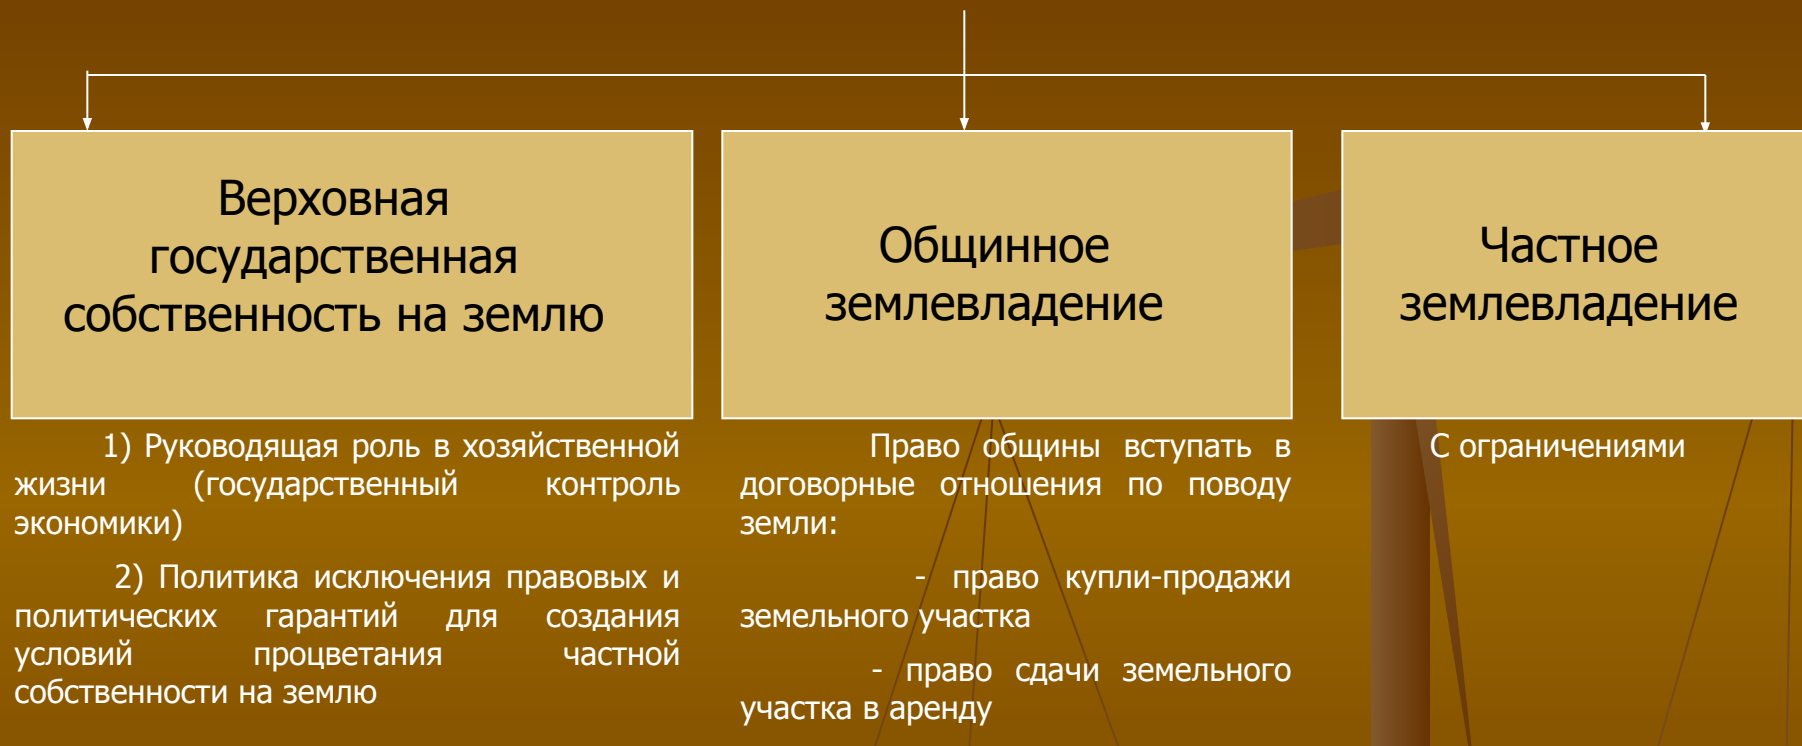 Верховная
государственная
собственность на землю
Общинное
землевладение
Частное
землевладение
1) Руководящая роль в хозяйственной
жизни (государственный контроль
экономики)
2) Политика исключения правовых и
политических гарантий для создания
условий процветания частной
собственности на землю
Право общины вступать в
договорные отношения по поводу
земли:
- право купли-продажи
земельного участка
- право сдачи земельного
участка в аренду
С ограничениями